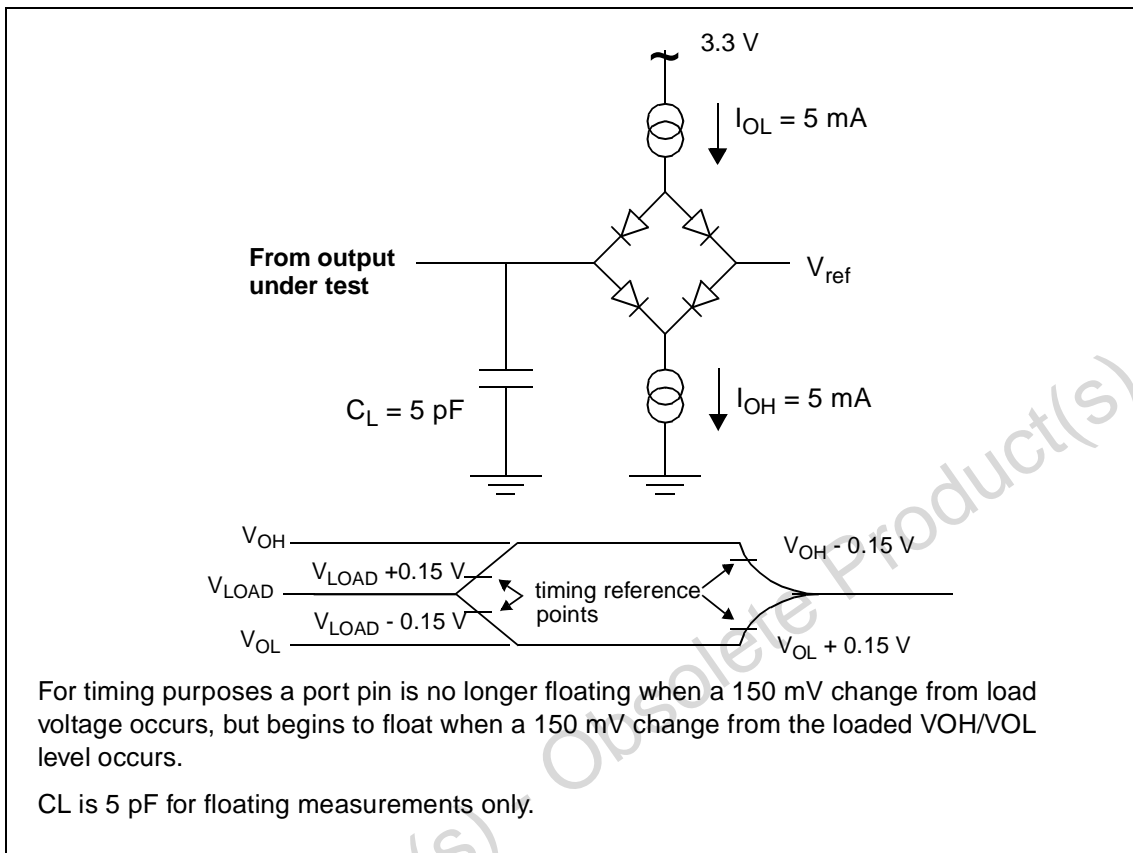 3.3 V
I_OL = 5 mA
From output
under test
V_ref
C_L = 5 pF
I_OH = 5 mA
V_OH
V_LOAD +0.15 V
V_OH - 0.15 V
V_LOAD
timing reference
points
V_LOAD - 0.15 V
V_OL
V_OL + 0.15 V
For timing purposes a port pin is no longer floating when a 150 mV change from load
voltage occurs, but begins to float when a 150 mV change from the loaded VOH/VOL
level occurs.
CL is 5 pF for floating measurements only.
(s) - Obsolete Product(s)